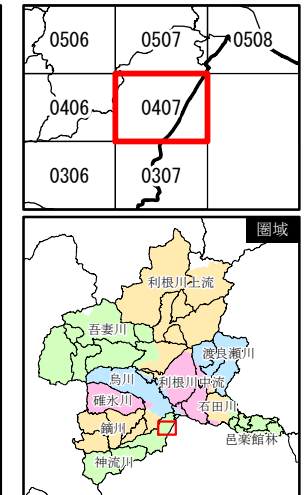 0506 0507 0508
0406 0407
0306 0307
圏域
利根川上流
吾妻川
渡良瀬川
烏川 利根川中流
碓氷川
石田川
鏑川
邑楽館林
神流川